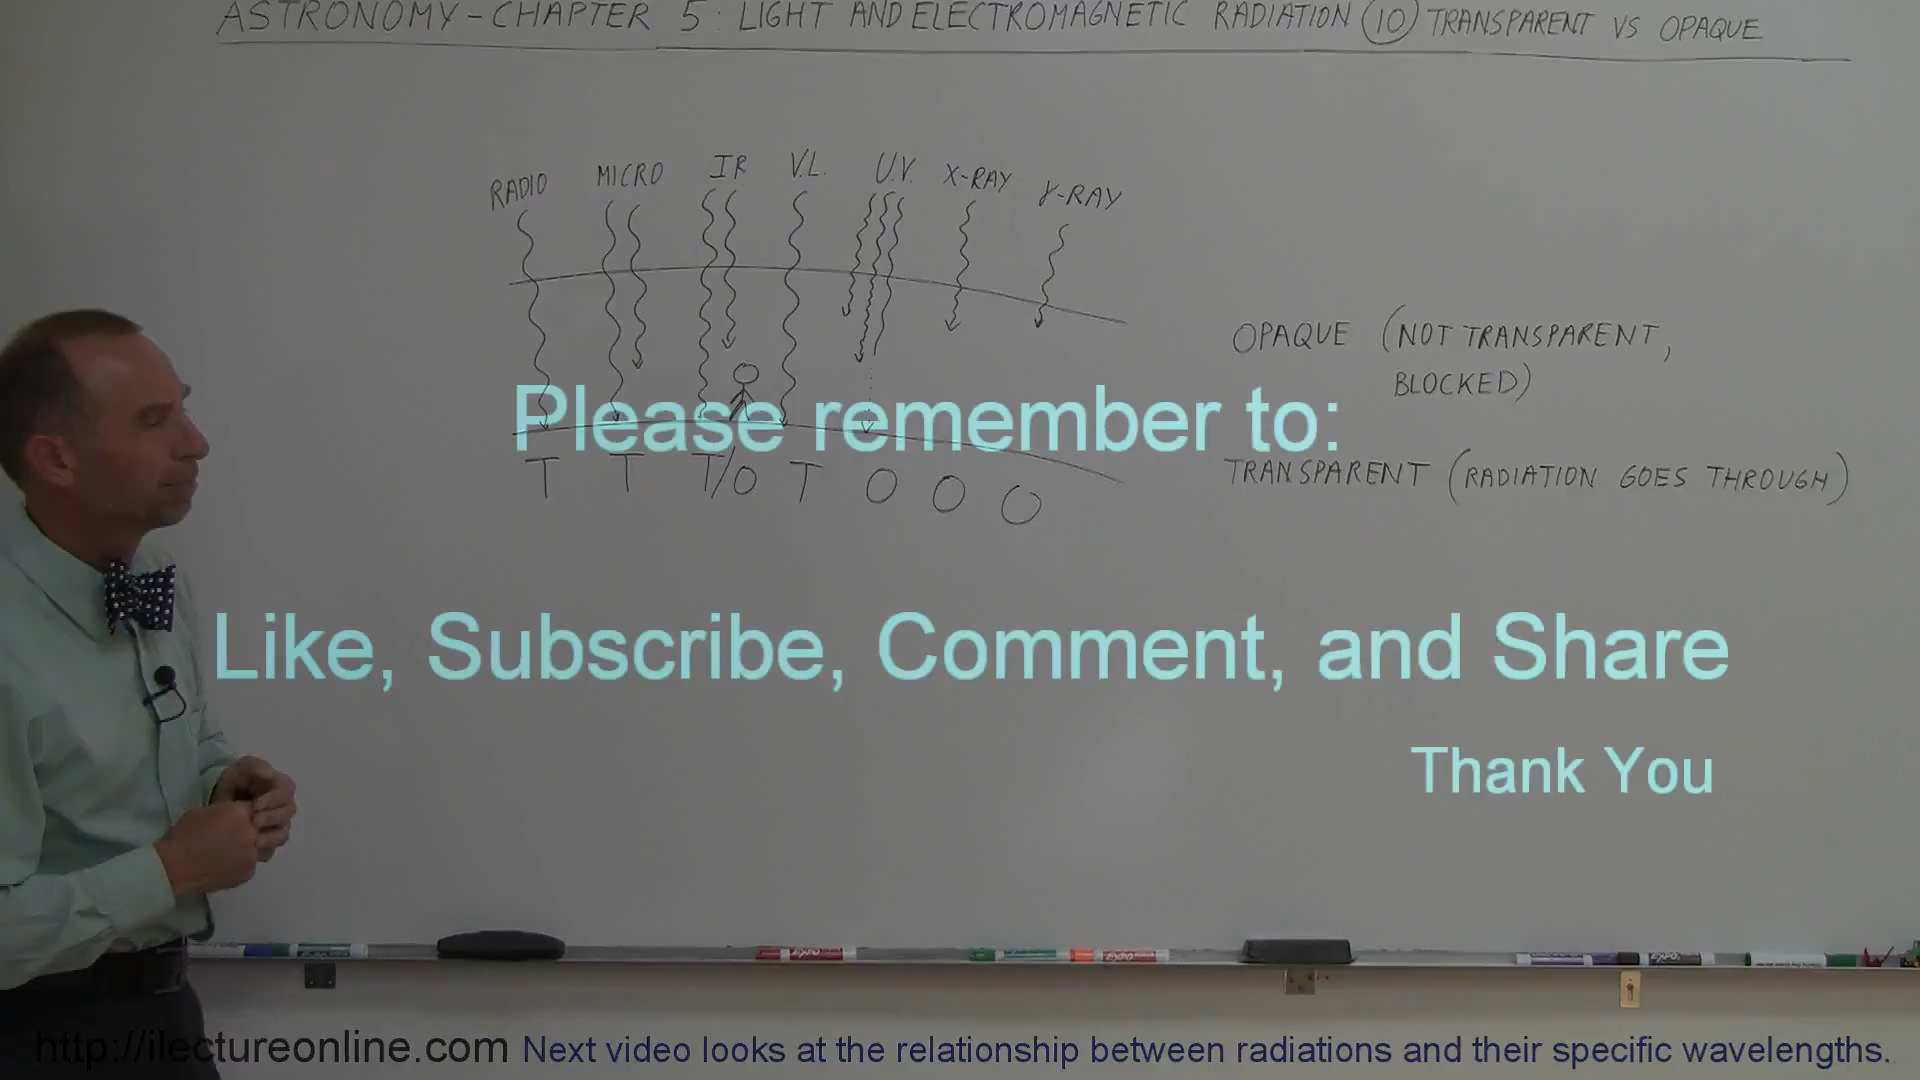 ASTRONOMY - CHAPTER 5: LIGHT AND ELECTROMAGNETIC RADIATION 10 TRANSPARENT VS OPAQUE
RADIO MICRO IR V.L. U.V. X-RAY γ-RAY
OPAQUE (NOT TRANSPARENT,
BLOCKED)
Please remember to:
T T T/O T O O O
TRANSPARENT (RADIATION GOES THROUGH)
Like, Subscribe, Comment, and Share
Thank You
http://ilectureonline.com Next video looks at the relationship between radiations and their specific wavelengths.